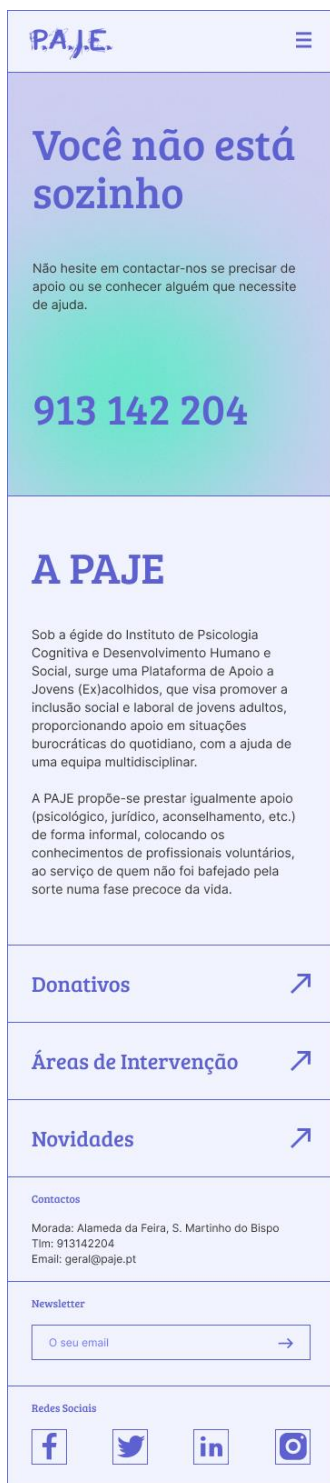 P.A.J.E.
Você não está
sozinho
Não hesite em contactar-nos se precisar de
apoio ou se conhecer alguém que necessite
de ajuda.
913 142 204
A PAJE
Sob a égide do Instituto de Psicologia
Cognitiva e Desenvolvimento Humano e
Social, surge uma Plataforma de Apoio a
Jovens (Ex)acolhidos, que visa promover a
inclusão social e laboral de jovens adultos,
proporcionando apoio em situações
burocráticas do quotidiano, com a ajuda de
uma equipa multidisciplinar.
A PAJE propõe-se prestar igualmente apoio
(psicológico, jurídico, aconselhamento, etc.)
de forma informal, colocando os
conhecimentos de profissionais voluntários,
ao serviço de quem não foi bafejado pela
sorte numa fase precoce da vida.
Donativos
Áreas de Intervenção
Novidades
Contactos
Morada: Alameda da Feira, S. Martinho do Bispo
Tlm: 913142204
Email: geral@paje.pt
Newsletter
O seu email
Redes Sociais